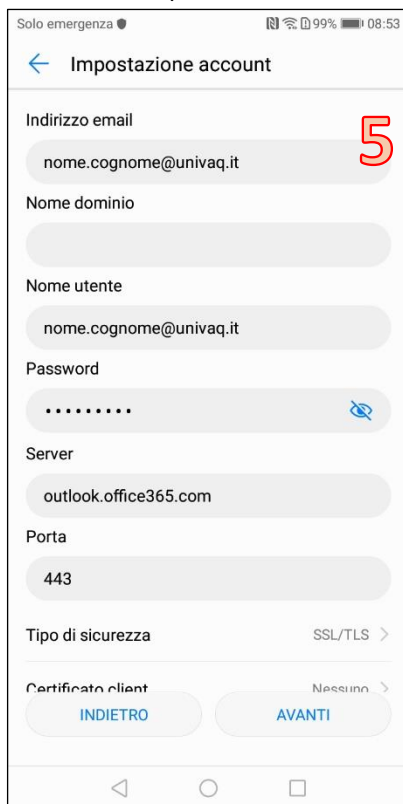 Solo emergenza 99% 08:53
Impostazione account
Indirizzo email
5
nome.cognome@univaq.it
Nome dominio
Nome utente
nome.cognome@univaq.it
Password
•••••••••
Server
outlook.office365.com
Porta
443
Tipo di sicurezza SSL/TLS
Certificato client Nessuno
INDIETRO AVANTI